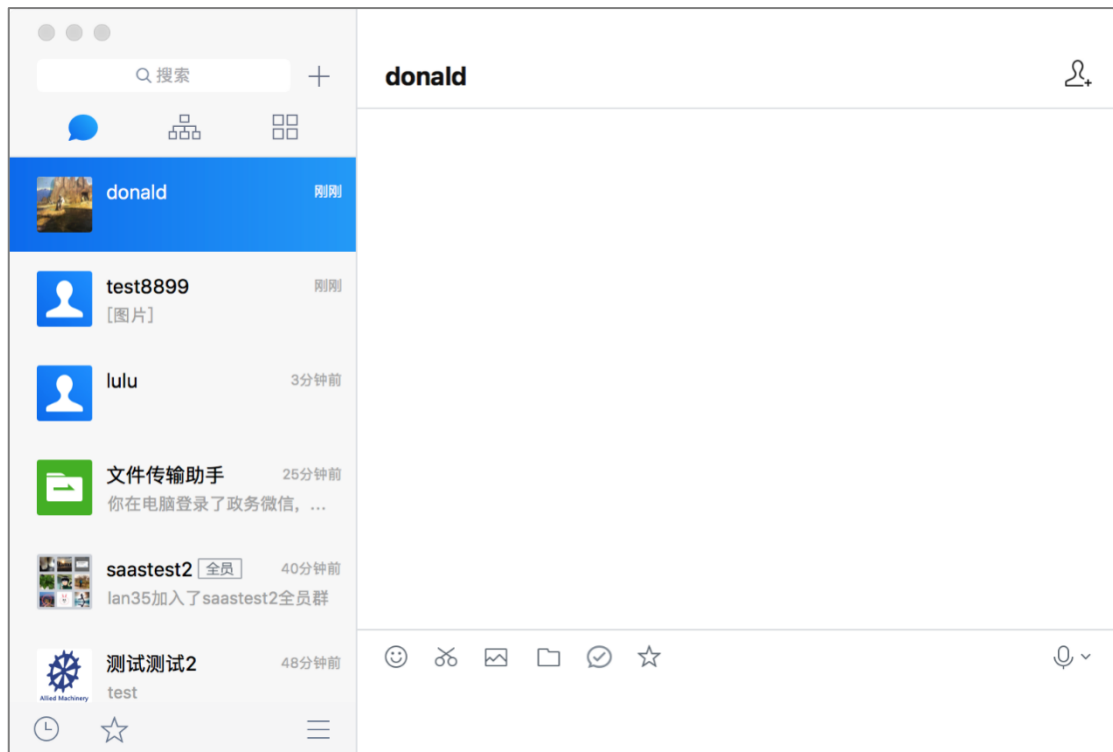 搜索
donald
donald
刚刚
test8899
刚刚
[图片]
lulu
3分钟前
文件传输助手
25分钟前
你在电脑登录了政务微信，...
saastest2 全员
40分钟前
lan35加入了saastest2全员群
测试测试2
48分钟前
test
Allied Machinery